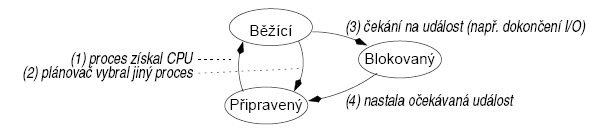 Běžící
(3) čekání na událost (např. dokončení I/O)
(1) proces získal CPU
Blokovaný
(2) plánovač vybral jiný proces
Připravený
(4) nastala očekávaná událost